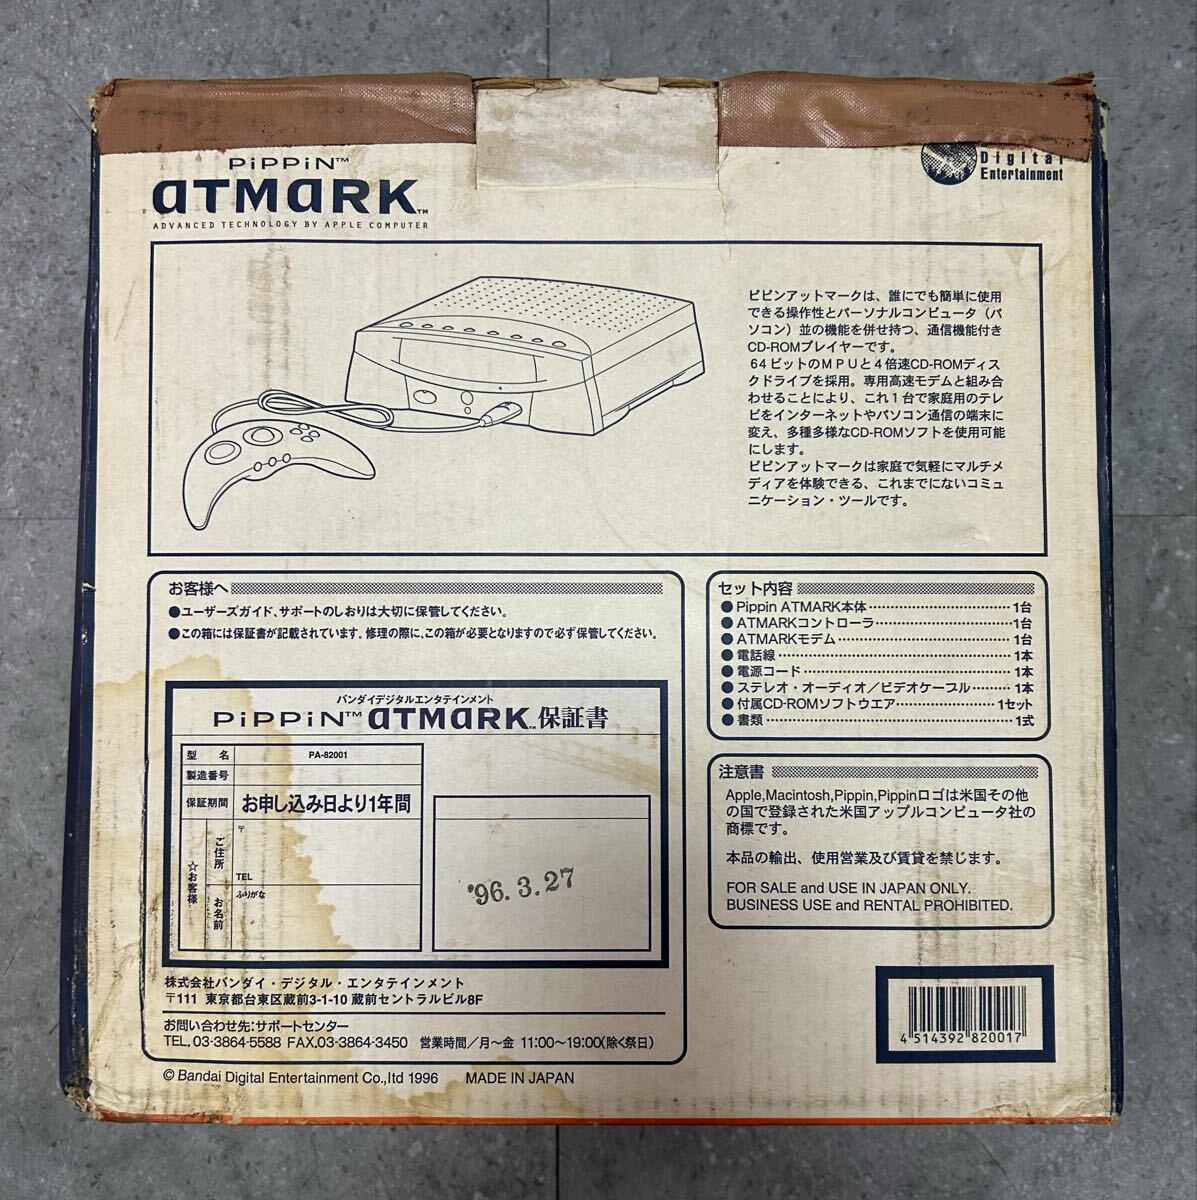 PiPPiN™
aTMaRK™
ADVANCED TECHNOLOGY BY APPLE COMPUTER
Digital
Entertainment
ピピンアットマークは、誰にでも簡単に使用
できる操作性とパーソナルコンピュータ（パ
ソコン）並の機能を併せ持つ、通信機能付き
CD-ROMプレイヤーです。
64ビットのMPUと4倍速CD-ROMディス
クドライブを採用。専用高速モデムと組み合
わせることにより、これ1台で家庭用のテレ
ビをインターネットやパソコン通信の端末に
変え、多種多様なCD-ROMソフトを使用可能
にします。
ピピンアットマークは家庭で気軽にマルチメ
ディアを体験できる、これまでにないコミュ
ニケーション・ツールです。
お客様へ
●ユーザーズガイド、サポートのしおりは大切に保管してください。
●この箱には保証書が記載されています。修理の際に、この箱が必要となりますので必ず保管してください。
バンダイデジタルエンタテインメント
PiPPiN™ aTMaRK™保証書
型 名 PA-82001
製造番号
保証期間 お申し込み日より1年間
☆お客様
ご住所
〒
TEL
お名前
ふりがな
'96.3.27
株式会社バンダイ・デジタル・エンタテインメント
〒111 東京都台東区蔵前3-1-10 蔵前セントラルビル8F
お問い合わせ先：サポートセンター
TEL.03-3864-5588 FAX.03-3864-3450 営業時間／月～金 11:00～19:00（除く祭日）
© Bandai Digital Entertainment Co.,ltd 1996 MADE IN JAPAN
セット内容
●Pippin ATMARK本体……………………1台
●ATMARKコントローラ……………………1台
●ATMARKモデム……………………1台
●電話線……………………1本
●電源コード……………………1本
●ステレオ・オーディオ／ビデオケーブル………1本
●付属CD-ROMソフトウエア……………1セット
●書類……………………1式
注意書
Apple,Macintosh,Pippin,Pippinロゴは米国その他
の国で登録された米国アップルコンピュータ社の
商標です。
本品の輸出、使用営業及び賃貸を禁じます。
FOR SALE and USE IN JAPAN ONLY.
BUSINESS USE and RENTAL PROHIBITED.
4 514392 820017